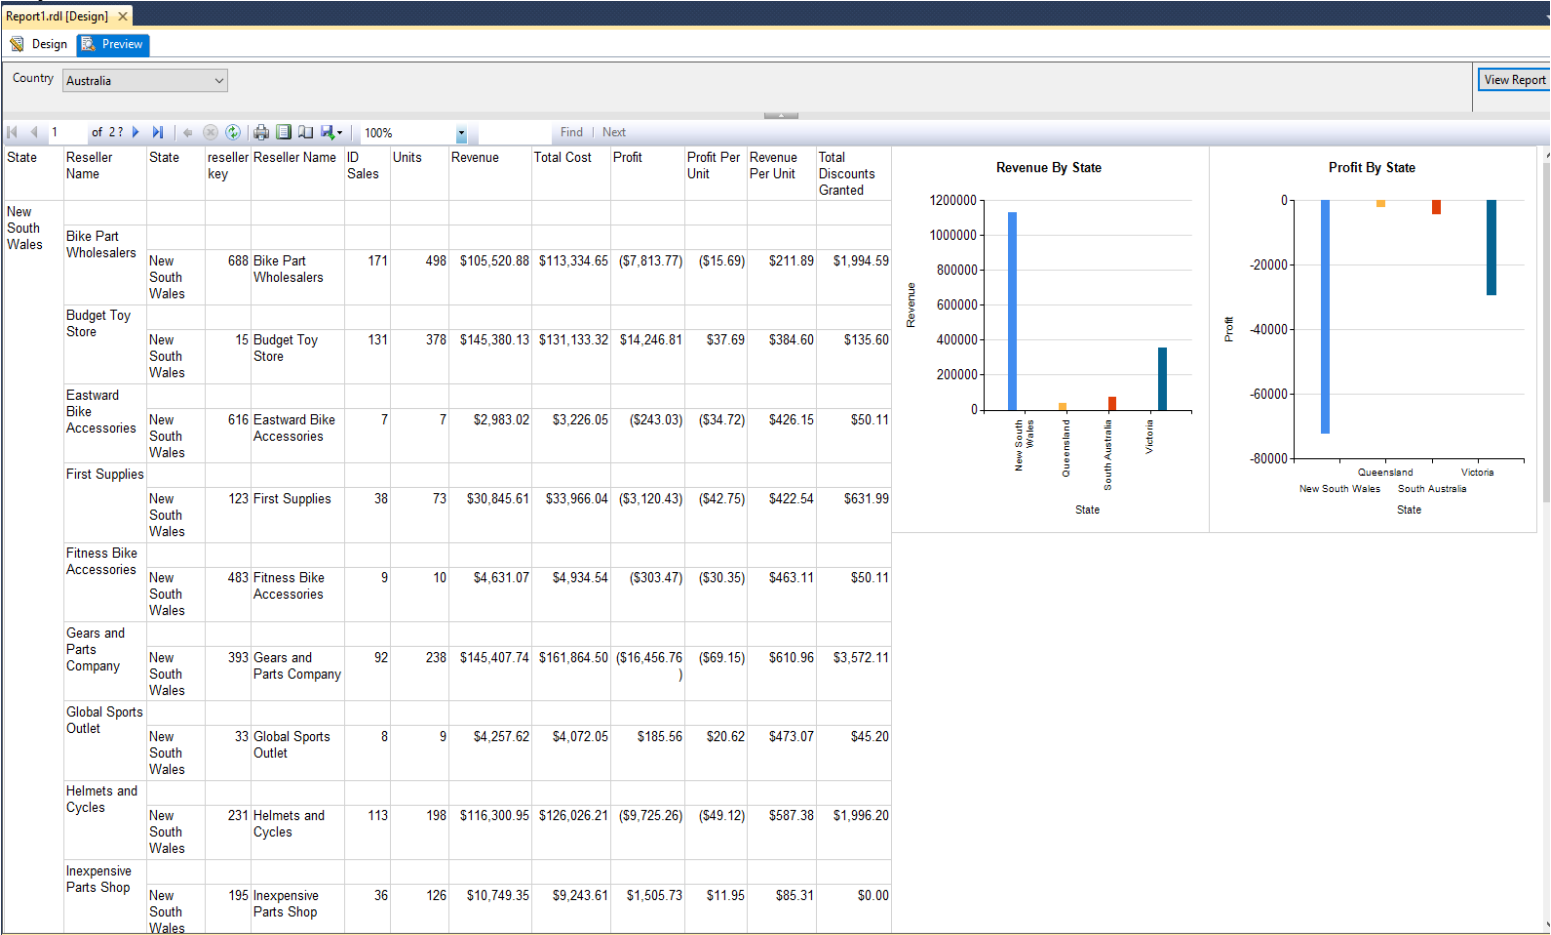 Report1.rdl [Design]
Design Preview
Country Australia View Report
1 of 2 ? 100% Find | Next
State Reseller Name State reseller key Reseller Name ID Sales Units Revenue Total Cost Profit Profit Per Unit Revenue Per Unit Total Discounts Granted
New South Wales
Bike Part Wholesalers
New South Wales 688 Bike Part Wholesalers 171 498 $105,520.88 $113,334.65 ($7,813.77) ($15.69) $211.89 $1,994.59
Budget Toy Store
New South Wales 15 Budget Toy Store 131 378 $145,380.13 $131,133.32 $14,246.81 $37.69 $384.60 $135.60
Eastward Bike Accessories
New South Wales 616 Eastward Bike Accessories 7 7 $2,983.02 $3,226.05 ($243.03) ($34.72) $426.15 $50.11
First Supplies
New South Wales 123 First Supplies 38 73 $30,845.61 $33,966.04 ($3,120.43) ($42.75) $422.54 $631.99
Fitness Bike Accessories
New South Wales 483 Fitness Bike Accessories 9 10 $4,631.07 $4,934.54 ($303.47) ($30.35) $463.11 $50.11
Gears and Parts Company
New South Wales 393 Gears and Parts Company 92 238 $145,407.74 $161,864.50 ($16,456.76) ($69.15) $610.96 $3,572.11
Global Sports Outlet
New South Wales 33 Global Sports Outlet 8 9 $4,257.62 $4,072.05 $185.56 $20.62 $473.07 $45.20
Helmets and Cycles
New South Wales 231 Helmets and Cycles 113 198 $116,300.95 $126,026.21 ($9,725.26) ($49.12) $587.38 $1,996.20
Inexpensive Parts Shop
New South Wales 195 Inexpensive Parts Shop 36 126 $10,749.35 $9,243.61 $1,505.73 $11.95 $85.31 $0.00
Revenue By State
1200000
1000000
800000
600000
400000
200000
0
Revenue
New South Wales
Queensland
South Australia
Victoria
State
Profit By State
0
-20000
-40000
-60000
-80000
Profit
Queensland Victoria
New South Wales South Australia
State